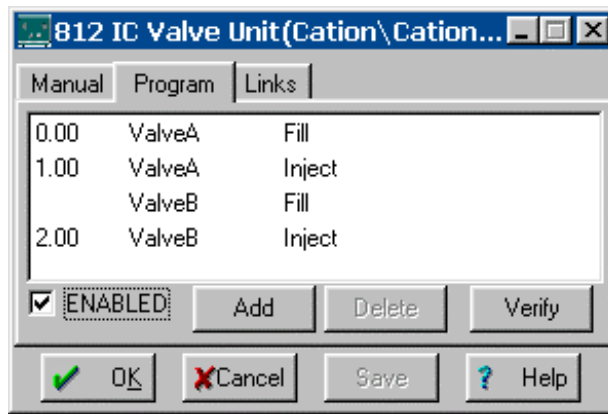 812 IC Valve Unit(Cation\Cation...
Manual Program Links
0.00 ValveA Fill
1.00 ValveA Inject
ValveB Fill
2.00 ValveB Inject
ENABLED Add Delete Verify
OK Cancel Save ? Help